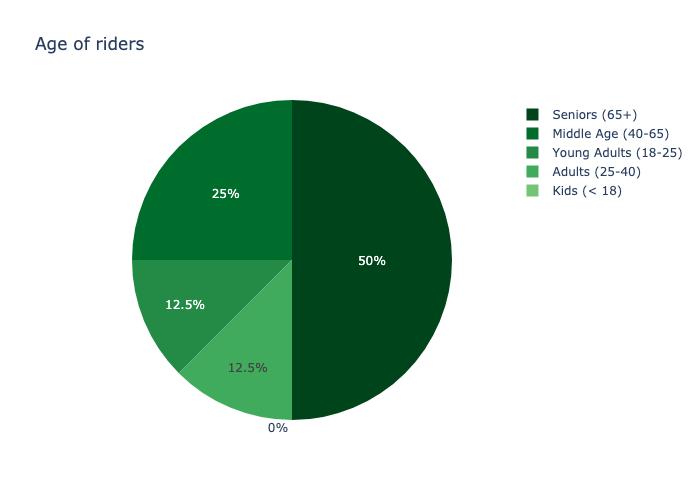 Age of riders
Seniors (65+)
Middle Age (40-65)
Young Adults (18-25)
Adults (25-40)
Kids (< 18)
25%
50%
12.5%
12.5%
0%